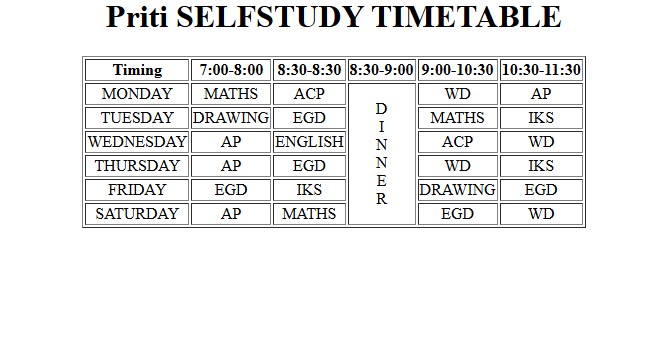 Priti SELFSTUDY TIMETABLE
Timing 7:00-8:00 8:30-8:30 8:30-9:00 9:00-10:30 10:30-11:30
MONDAY MATHS ACP D I N N E R WD AP
TUESDAY DRAWING EGD MATHS IKS
WEDNESDAY AP ENGLISH ACP WD
THURSDAY AP EGD WD IKS
FRIDAY EGD IKS DRAWING EGD
SATURDAY AP MATHS EGD WD